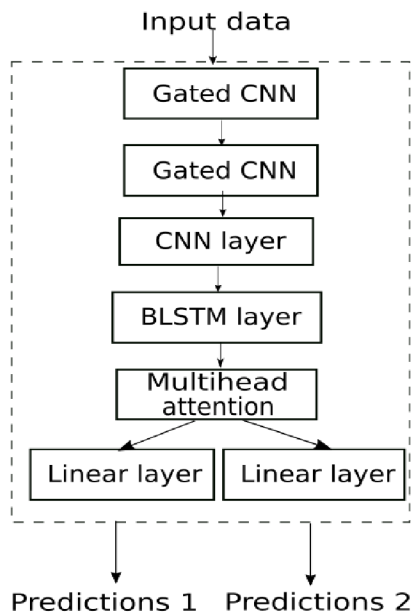 Input data
Gated CNN
Gated CNN
CNN layer
BLSTM layer
Multihead
attention
Linear layer
Linear layer
Predictions 1
Predictions 2